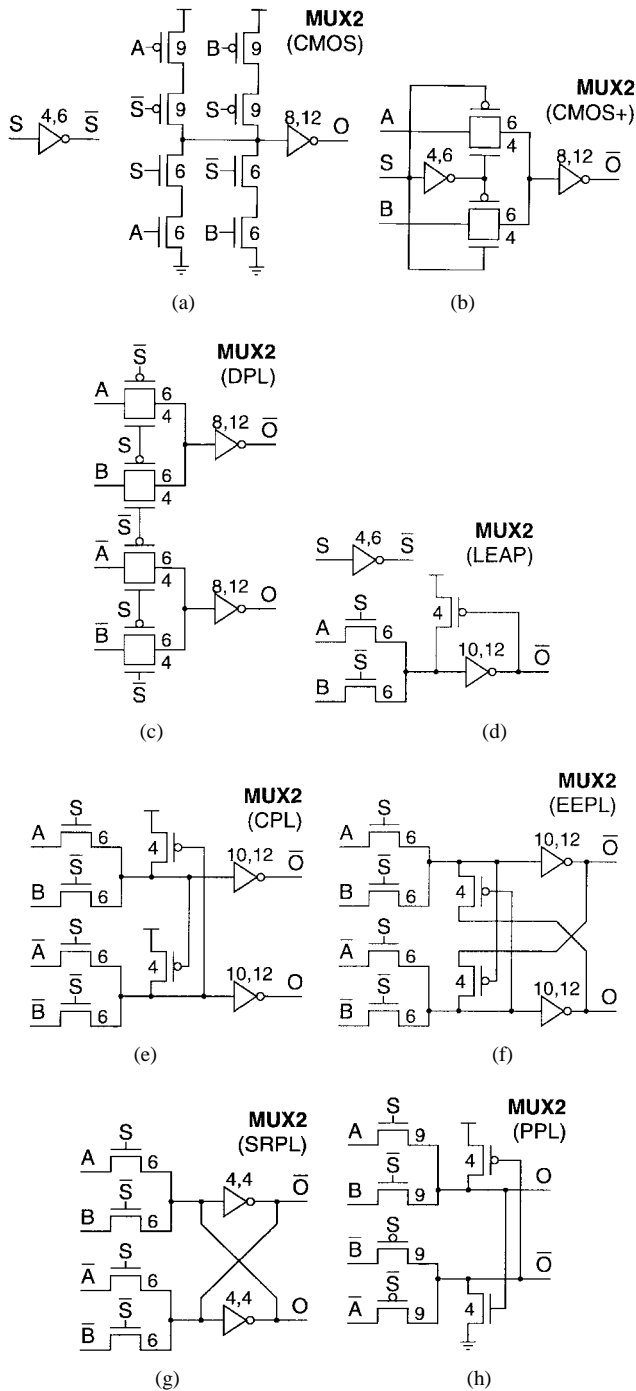 MUX2
(CMOS)
A 9 B 9
S̅ 9 S 9
S 4,6 S̅
8,12 O
S 6 S̅ 6
A 6 B 6
(a)
MUX2
(CMOS+)
A 6
4
S 4,6
8,12 O̅
B 6
4
(b)
MUX2
(DPL)
S̅
A 6
4
S
8,12 O̅
B 6
4
S̅
A̅ 6
4
S
8,12 O
B̅ 6
4
S̅
(c)
MUX2
(LEAP)
S 4,6 S̅
S
A 6
4
S̅
B 6
10,12 O̅
(d)
MUX2
(CPL)
S
A 6
4
10,12 O̅
S̅
B 6
S
A̅ 6
4
10,12 O
S̅
B̅ 6
(e)
MUX2
(EEPL)
S
A 6
10,12 O̅
S̅
B 6
4
S
A̅ 6
4
S̅
B̅ 6
10,12 O
(f)
MUX2
(SRPL)
S
A 6
4,4 O̅
S̅
B 6
S
A̅ 6
4,4 O
S̅
B̅ 6
(g)
MUX2
(PPL)
S
A 9
4
S̅
B 9
O
S
B̅ 9
O̅
S̅
A̅ 9
4
(h)